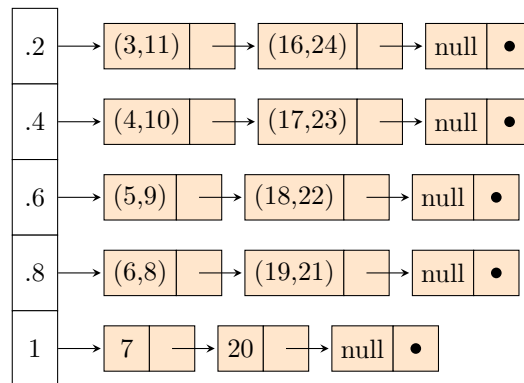 .2 (3,11) (16,24) null
.4 (4,10) (17,23) null
.6 (5,9) (18,22) null
.8 (6,8) (19,21) null
1 7 20 null